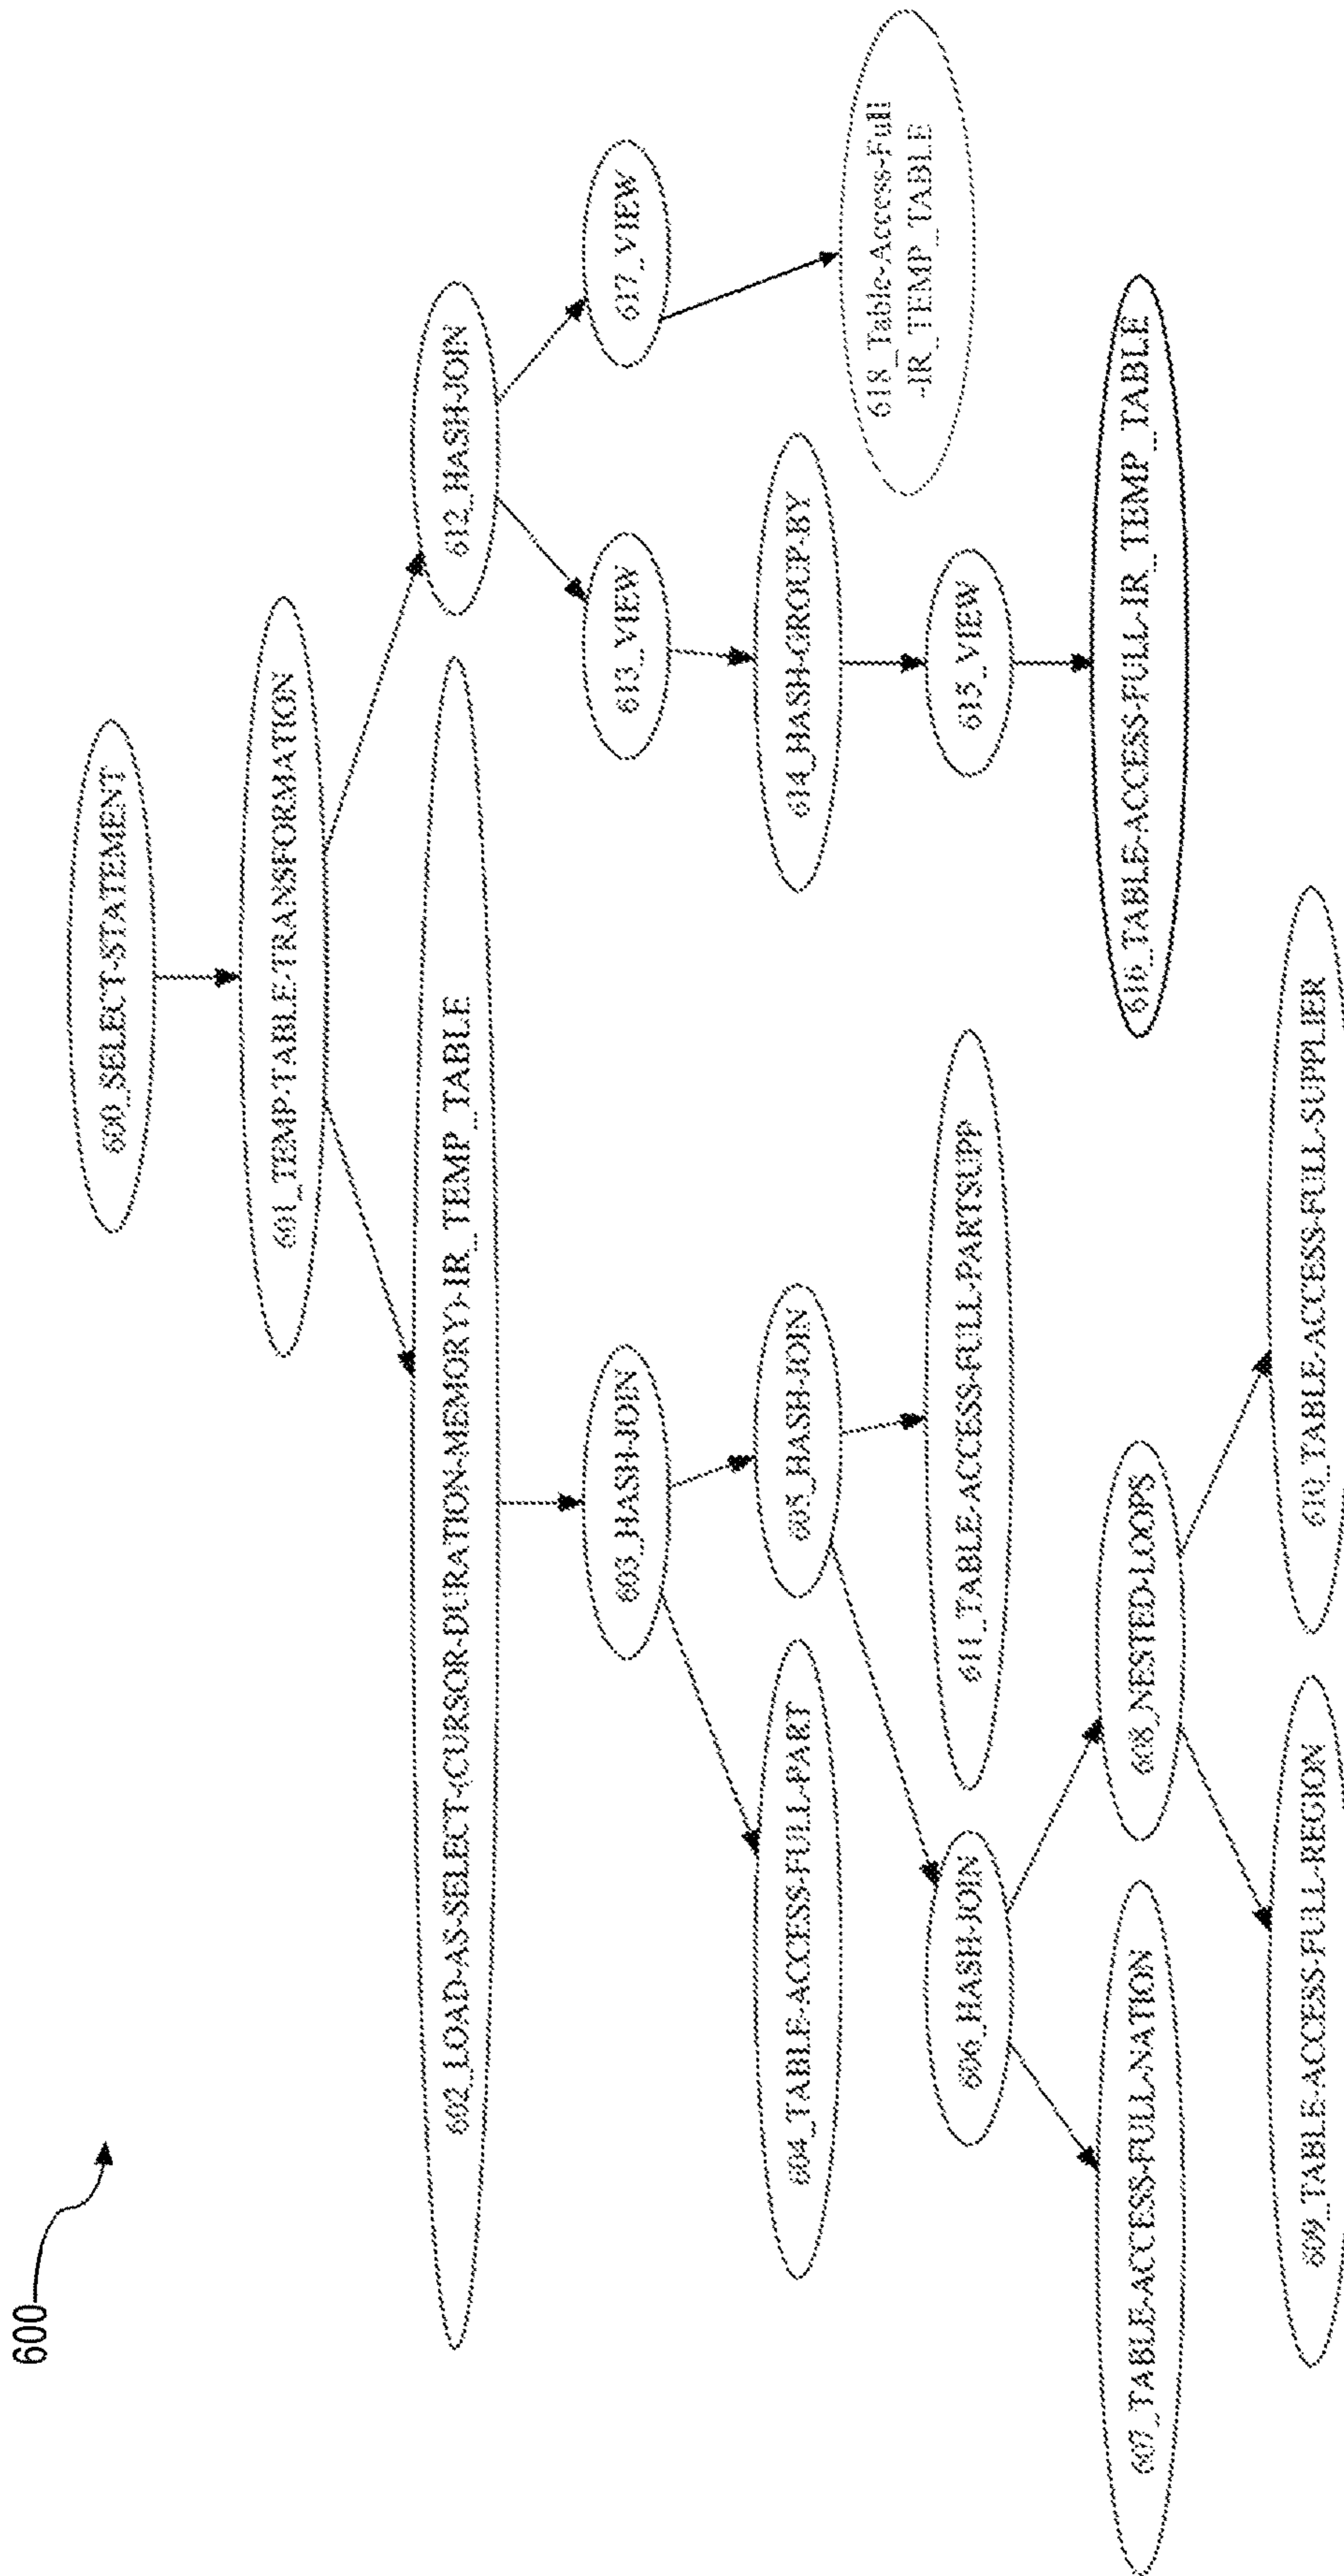 600
600_SELECT-STATEMENT
601_TEMP-TABLE-TRANSFORMATION
602_LOAD-AS-SELECT-(CURSOR-DURATION-MEMORY)-IR_TEMP_TABLE
612_HASH-JOIN
603_HASH-JOIN
613_VIEW
617_VIEW
604_TABLE-ACCESS-FULL-PART
605_HASH-JOIN
614_HASH-GROUP-BY
618_Table-Access-Full
-IR_TEMP_TABLE
606_HASH-JOIN
611_TABLE-ACCESS-FULL-PARTSUPP
615_VIEW
607_TABLE-ACCESS-FULL-NATION
608_NESTED-LOOPS
616_TABLE-ACCESS-FULL-IR_TEMP_TABLE
609_TABLE-ACCESS-FULL-REGION
610_TABLE-ACCESS-FULL-SUPPLIER